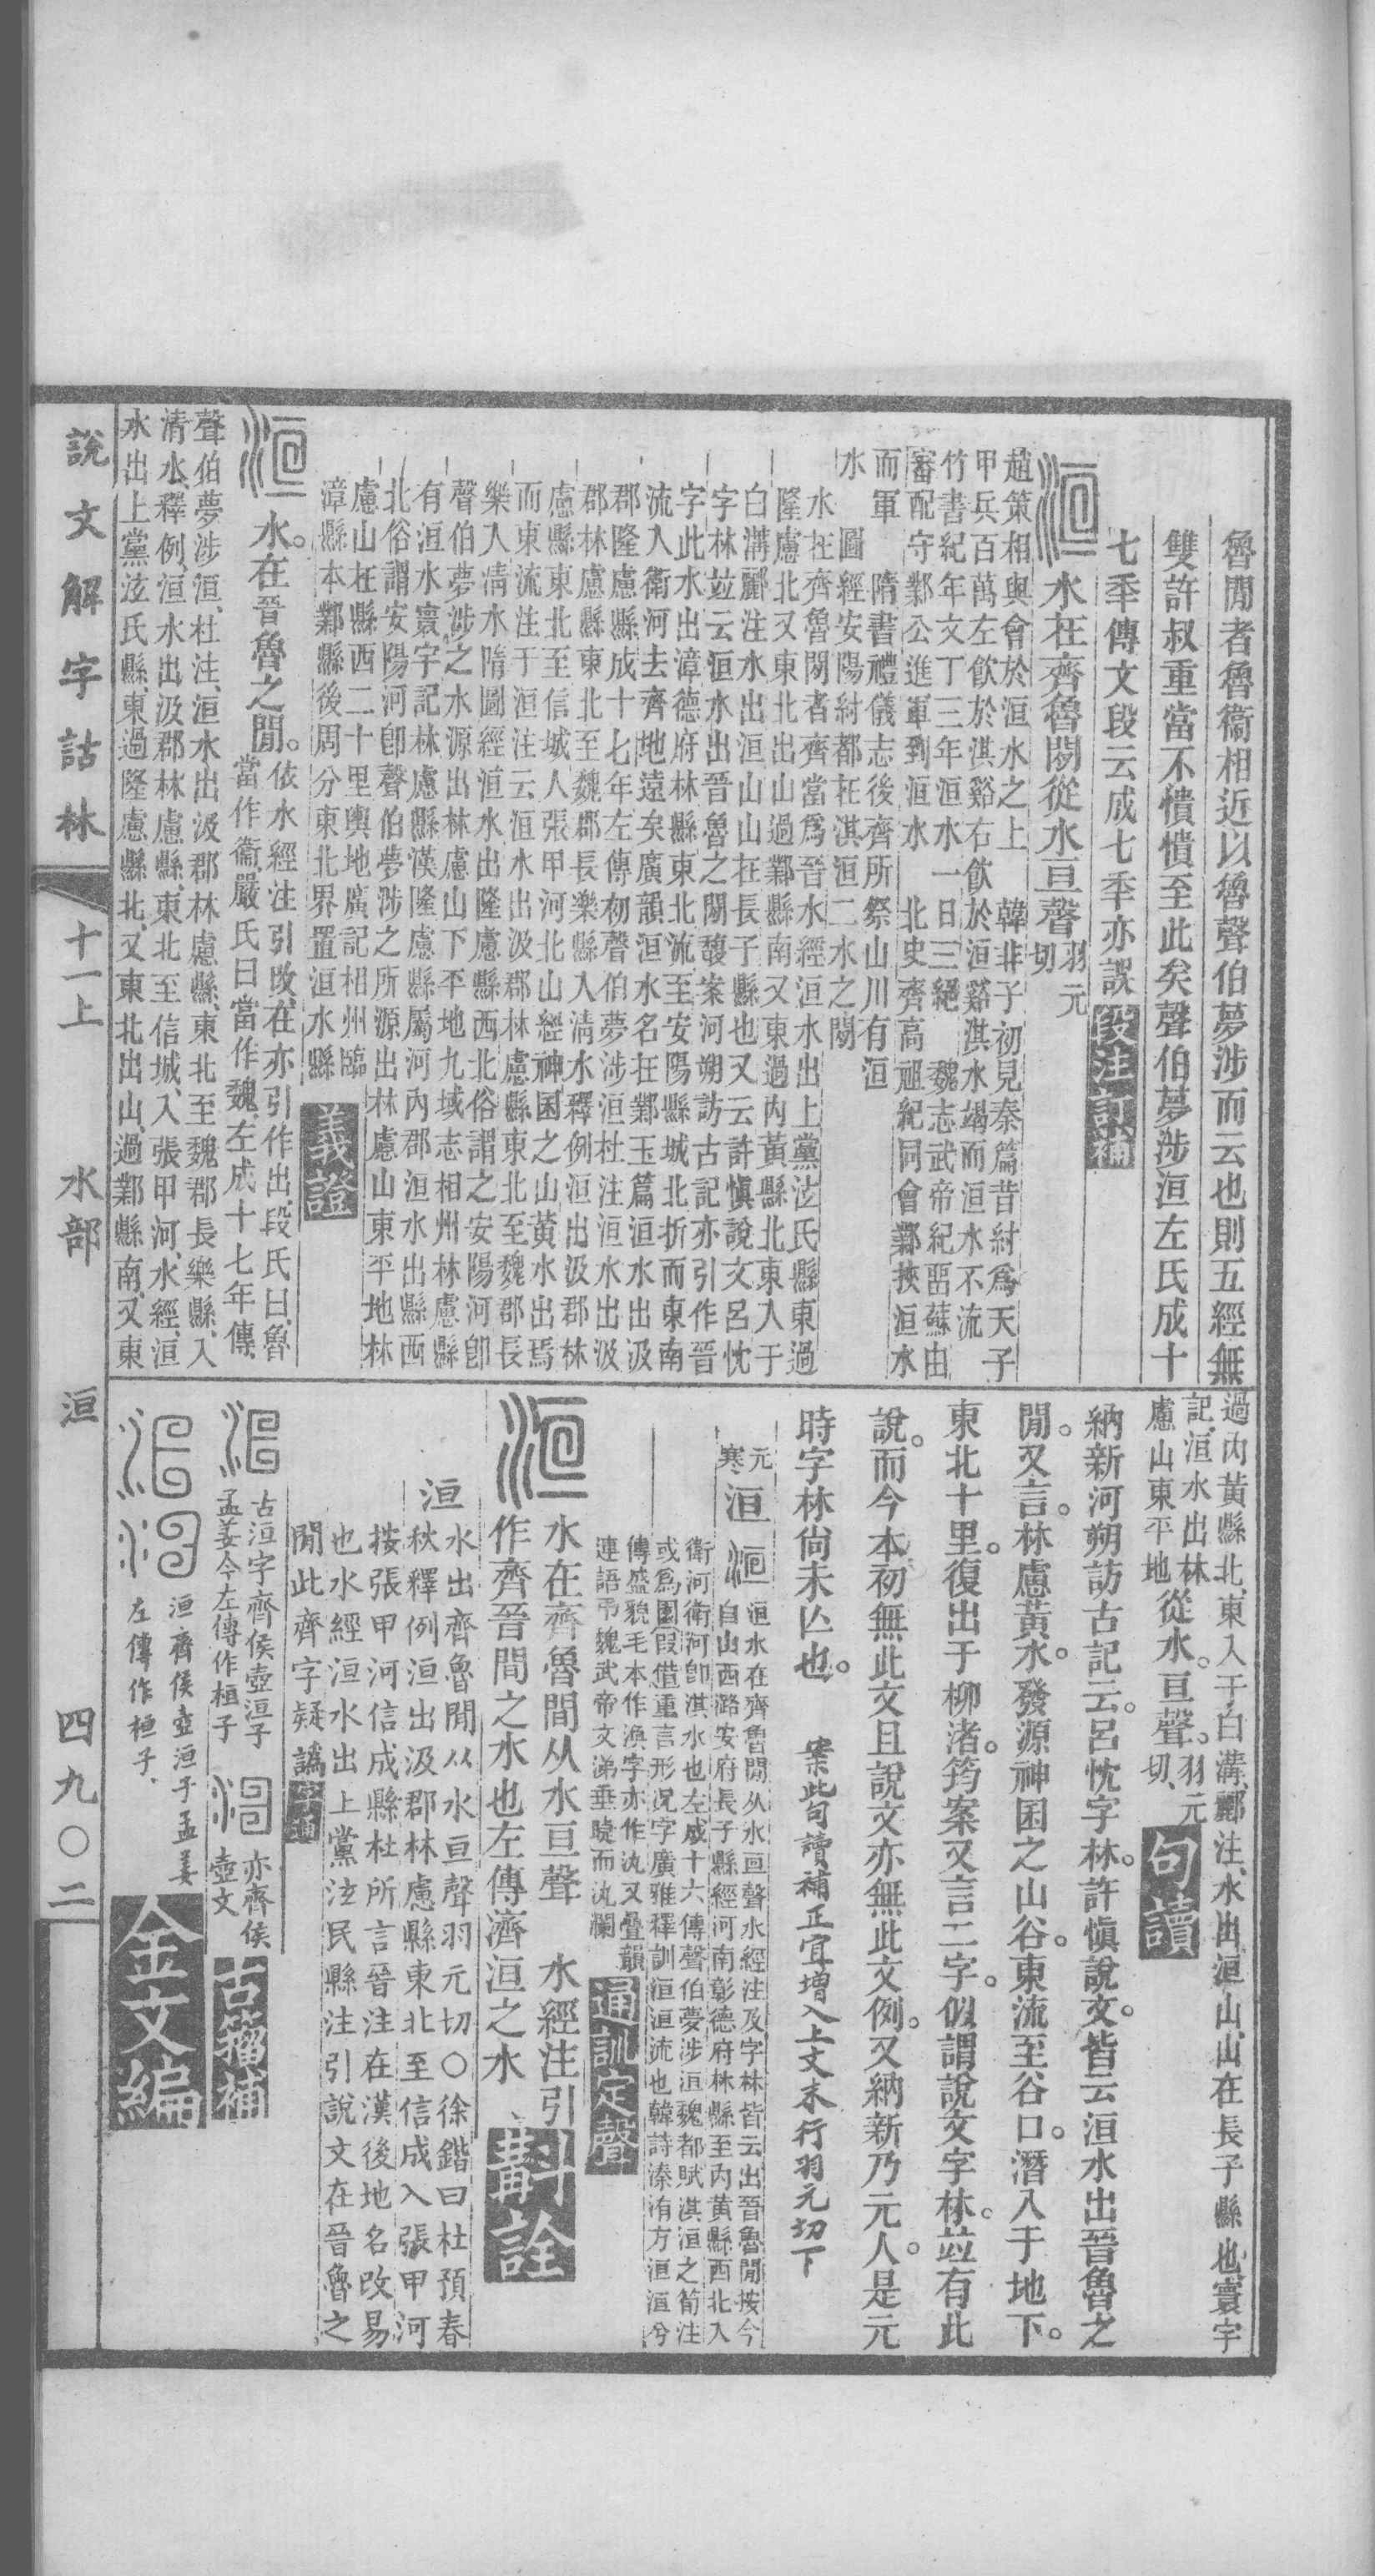 魯閒者魯衞相近以魯聲伯夢涉而云也則五經無
雙許叔重當不憒憒至此矣聲伯夢涉洹左氏成十
七秊傳文段云成七秊亦誤 段注訂補
洹 水在齊魯閒從水亘聲 羽元切
趙策相與會於洹水之上 韓非子初見秦篇昔紂爲天子
甲兵百萬左飮於淇谿右飮於洹谿淇水竭而洹水不流
竹書紀年文丁三年洹水一日三絕 魏志武帝紀畱蘇由
審配守鄴公進軍到洹水 北史齊高祖紀同會鄴挾洹水
而軍 隋書禮儀志後齊所祭山川有洹
水 圖經安陽紂都在淇洹二水之閒
水在齊魯閒者齊當爲晉水經洹水出上黨泫氏縣東過
隆慮北又東北出山過鄴縣南又東過內黃縣北東入于
白溝酈注水出洹山山在長子縣也又云許愼說文呂忱
字林竝云洹水出晉魯之閒馥案河朔訪古記亦引作晉
字此水出漳德府林縣東北流至安陽縣城北折而東南
流入衞河去齊地遠矣廣韻洹水名在鄴玉篇洹水出汲
郡隆慮縣成十七年左傳初聲伯夢涉洹杜注洹水出汲
郡林慮縣東北至魏郡長樂縣入淸水釋例洹出汲郡林
慮縣東北至信城人張甲河北山經神囷之山黃水出焉
而東流注于洹注云洹水出汲郡林慮縣東北至魏郡長
樂入淸水隋圖經洹水出隆慮縣西北俗謂之安陽河卽
聲伯夢涉之水源出林慮山下平地九域志相州林慮縣
有洹水寰宇記林慮縣漢隆慮縣屬河內郡洹水出縣西
北俗謂安陽河卽聲伯夢涉之所源出林慮山東平地林
慮山在縣西二十里輿地廣記相州臨
漳縣本鄴縣後周分東北界置洹水縣 義證
洹 水。在晉魯之閒。依水經注引改在亦引作出段氏曰、魯
當作衞、嚴氏曰當作魏、左成十七年傳、
聲伯夢涉洹、杜注、洹水出汲郡林慮縣、東北至魏郡長樂縣、入
淸水、釋例、洹水出汲郡林慮縣、東北至信城、入張甲河、水經、洹
水出上黨泫氏縣、東過隆慮縣北、又東北出山、過鄴縣南、又東
過內黃縣北、東入于白溝、酈注、水出洹山、山在長子縣也、寰宇
記、洹水出林慮山東平地 從水。亘聲。羽元切、 句讀
納新河朔訪古記云。呂忱字林。許愼說文。皆云洹水出晉魯之
閒。又言。林慮黃水。發源神囷之山谷。東流至谷口。潛入于地下。
東北十里。復出于柳渚。筠案又言二字。似謂說文字林。竝有此
說。而今本初無此文且說文亦無此文例。又納新乃元人。是元
時字林尙未亾也。 案此句讀補正宜增入上文末行羽元切下
元寒 洹 洹 洹水在齊魯閒从水亘聲水經注及字林皆云出晉魯閒按今
自山西潞安府長子縣經河南彰德府林縣至內黃縣西北入
衞河衞河卽淇水也左成十六傳聲伯夢涉洹魏都賦淇洹之筍注
或爲園叚借重言形況字廣雅釋訓洹洹流也韓詩溱洧方洹洹兮
傳盛貌毛本作渙字亦作汍又疊韻
連語弔魏武帝文涕垂睫而汍瀾 通訓定聲
洹 水在齊魯間从水亘聲 水經注引
作齊晉間之水也左傳濟洹之水 斠詮
洹 水出齊魯閒从水亘聲羽元切〇徐鍇曰杜預春
秋釋例洹出汲郡林慮縣東北至信成入張甲河
按張甲河信成縣杜所言晉注在漢後地名改易
也水經洹水出上黨泫民縣注引說文在晉魯之
閒此齊字疑譌
古洹字齊侯壺洹子
孟姜今左傳作桓子 亦齊侯
壺文 古籒補
洹齊侯壺洹子孟姜
左傳作桓子、 金文編
說文解字詁林 十一上 水部 洹 四九〇二